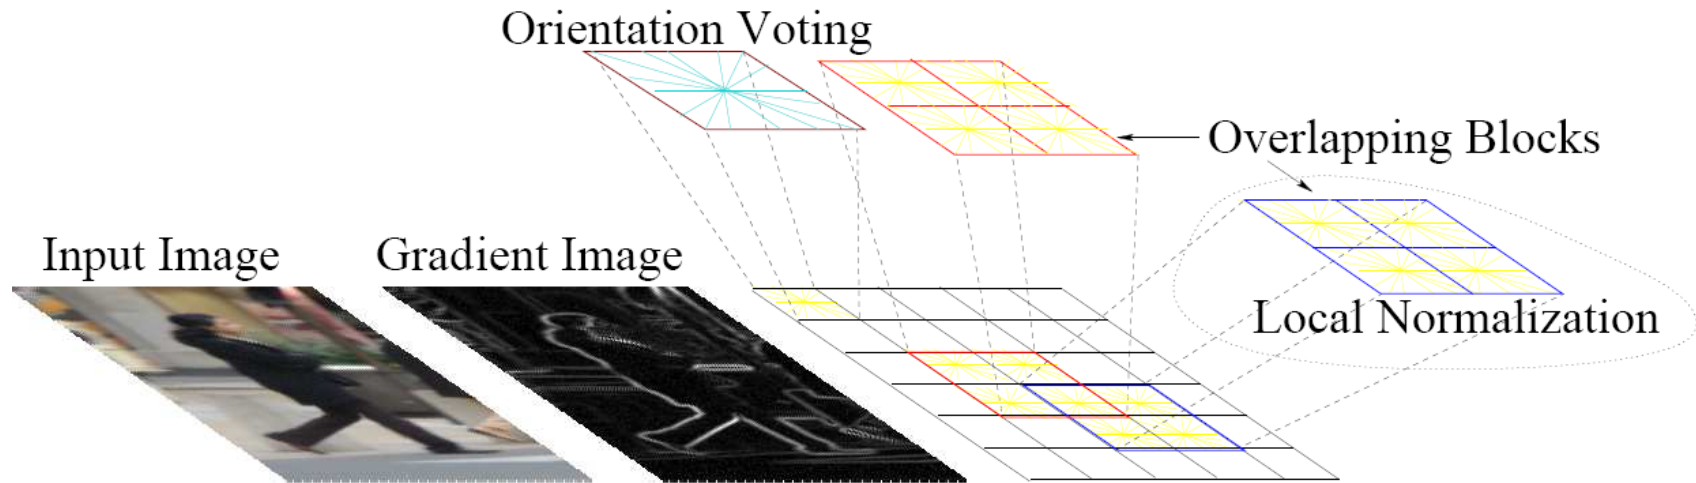 Orientation Voting
Overlapping Blocks
Input Image
Gradient Image
Local Normalization